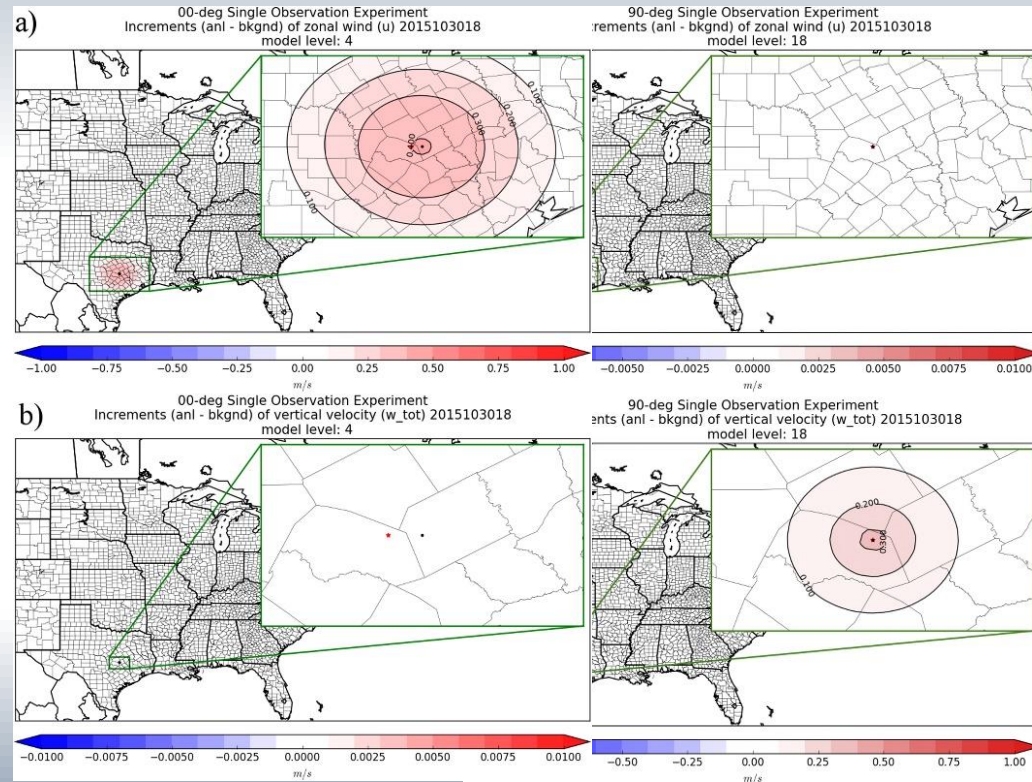 a)
00-deg Single Observation Experiment
Increments (anl - bkgnd) of zonal wind (u) 2015103018
model level: 4
0.100
0.200
0.300
0.400
0.100
−1.00 −0.75 −0.50 −0.25 0.00 0.25 0.50 0.75 1.00
m/s
90-deg Single Observation Experiment
crements (anl - bkgnd) of zonal wind (u) 2015103018
model level: 18
−0.0050 −0.0025 0.0000 0.0025 0.0050 0.0075 0.0100
m/s
b)
00-deg Single Observation Experiment
Increments (anl - bkgnd) of vertical velocity (w_tot) 2015103018
model level: 4
−0.0100 −0.0075 −0.0050 −0.0025 0.0000 0.0025 0.0050 0.0075 0.0100
m/s
90-deg Single Observation Experiment
ents (anl - bkgnd) of vertical velocity (w_tot) 2015103018
model level: 18
0.200
0.300
0.100
−0.50 −0.25 0.00 0.25 0.50 0.75 1.00
m/s